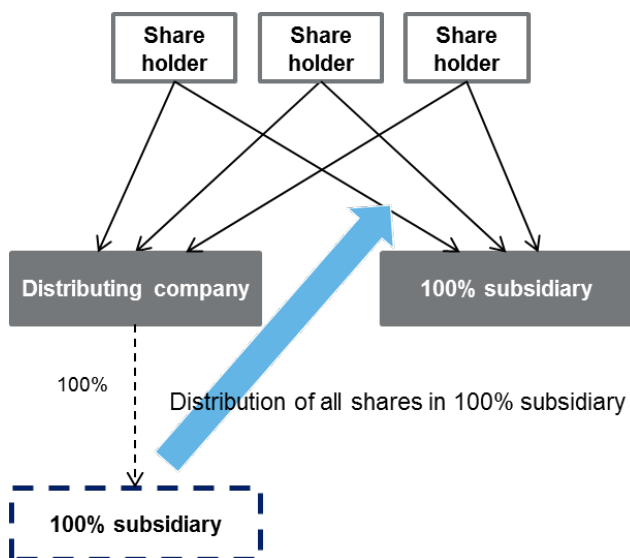 Share
holder
Share
holder
Share
holder
Distributing company
100% subsidiary
100%
Distribution of all shares in 100% subsidiary
100% subsidiary